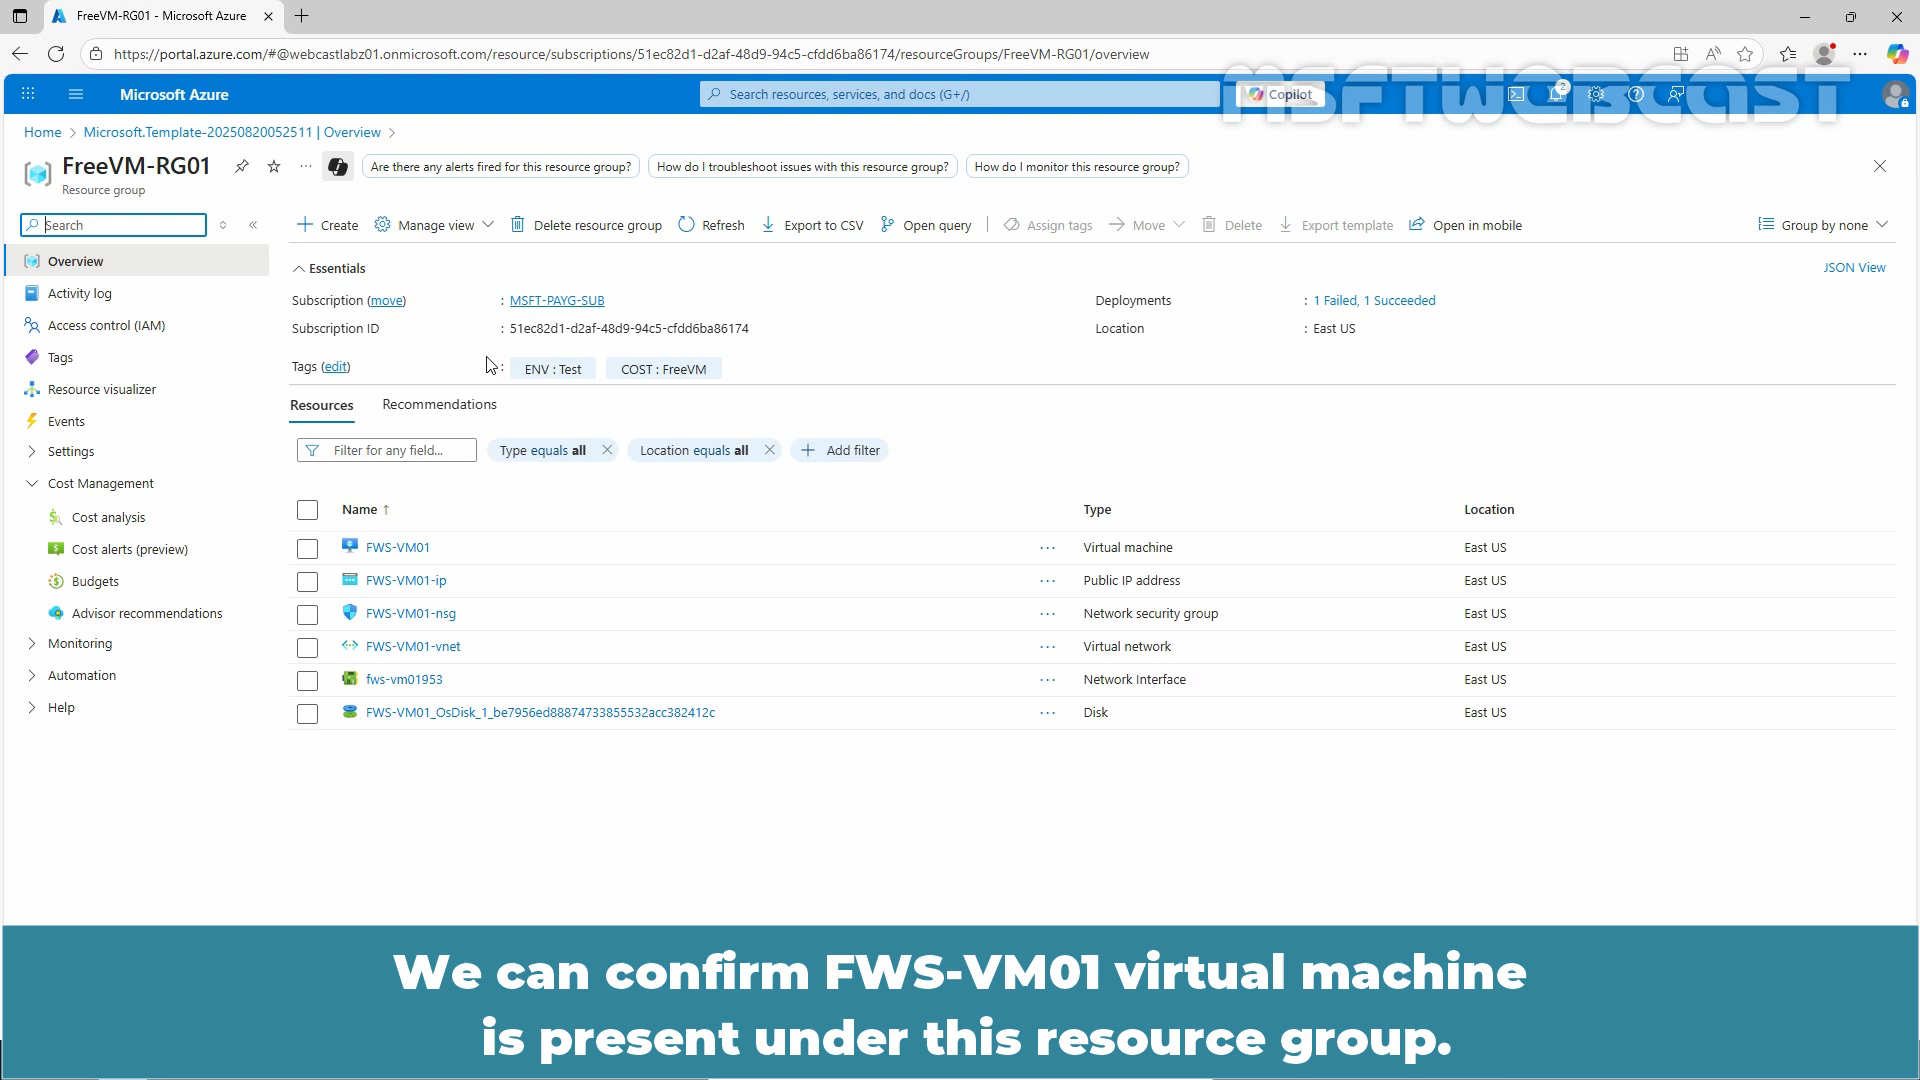 FreeVM-RG01 - Microsoft Azure
https://portal.azure.com/#@webcastlabz01.onmicrosoft.com/resource/subscriptions/51ec82d1-d2af-48d9-94c5-cfdd6ba86174/resourceGroups/FreeVM-RG01/overview
Microsoft Azure
Search resources, services, and docs (G+/)
Copilot
2
MSFTWEBCAST
Home > Microsoft.Template-20250820052511 | Overview >
FreeVM-RG01
Resource group
Are there any alerts fired for this resource group?
How do I troubleshoot issues with this resource group?
How do I monitor this resource group?
Search
Create
Manage view
Delete resource group
Refresh
Export to CSV
Open query
Assign tags
Move
Delete
Export template
Open in mobile
Group by none
Overview
Activity log
Access control (IAM)
Tags
Resource visualizer
Events
Settings
Cost Management
Cost analysis
Cost alerts (preview)
Budgets
Advisor recommendations
Monitoring
Automation
Help
Essentials
JSON View
Subscription (move) : MSFT-PAYG-SUB
Deployments : 1 Failed, 1 Succeeded
Subscription ID : 51ec82d1-d2af-48d9-94c5-cfdd6ba86174
Location : East US
Tags (edit) : ENV : Test COST : FreeVM
Resources Recommendations
Filter for any field...
Type equals all
Location equals all
Add filter
Name ↑ Type Location
FWS-VM01 ... Virtual machine East US
FWS-VM01-ip ... Public IP address East US
FWS-VM01-nsg ... Network security group East US
FWS-VM01-vnet ... Virtual network East US
fws-vm01953 ... Network Interface East US
FWS-VM01_OsDisk_1_be7956ed88874733855532acc382412c ... Disk East US
We can confirm FWS-VM01 virtual machine
is present under this resource group.